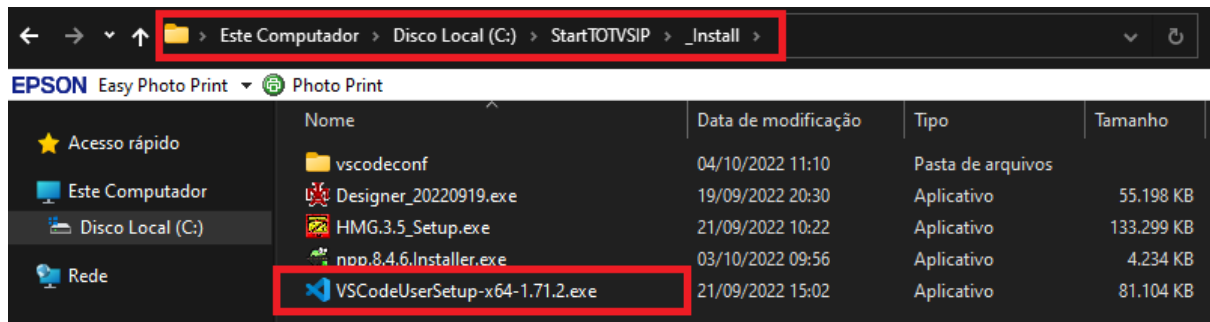 Este Computador > Disco Local (C:) > StartTOTVSIP > _Install >
EPSON Easy Photo Print Photo Print
Nome Data de modificação Tipo Tamanho
Acesso rápido
Este Computador
Disco Local (C:)
Rede
vscodeconf 04/10/2022 11:10 Pasta de arquivos
Designer_20220919.exe 19/09/2022 20:30 Aplicativo 55.198 KB
HMG.3.5_Setup.exe 21/09/2022 10:22 Aplicativo 133.299 KB
npp.8.4.6.Installer.exe 03/10/2022 09:56 Aplicativo 4.234 KB
VSCodeUserSetup-x64-1.71.2.exe 21/09/2022 15:02 Aplicativo 81.104 KB